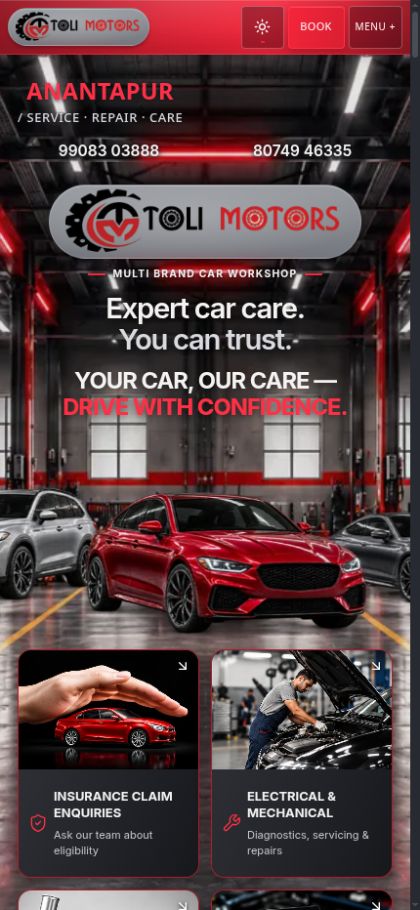 TOLI MOTORS
BOOK
MENU +
ANANTAPUR
/ SERVICE · REPAIR · CARE
99083 03888
80749 46335
TOLI MOTORS
MULTI BRAND CAR WORKSHOP
Expert car care.
You can trust.
YOUR CAR, OUR CARE —
DRIVE WITH CONFIDENCE.
INSURANCE CLAIM
ENQUIRIES
Ask our team about
eligibility
ELECTRICAL &
MECHANICAL
Diagnostics, servicing &
repairs